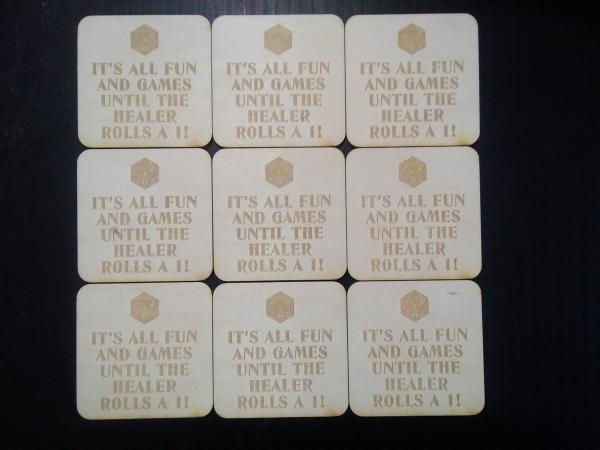 IT'S ALL FUN
AND GAMES
UNTIL THE
HEALER
ROLLS A 1!
IT'S ALL FUN
AND GAMES
UNTIL THE
HEALER
ROLLS A 1!
IT'S ALL FUN
AND GAMES
UNTIL THE
HEALER
ROLLS A 1!
IT'S ALL FUN
AND GAMES
UNTIL THE
HEALER
ROLLS A 1!
IT'S ALL FUN
AND GAMES
UNTIL THE
HEALER
ROLLS A 1!
IT'S ALL FUN
AND GAMES
UNTIL THE
HEALER
ROLLS A 1!
IT'S ALL FUN
AND GAMES
UNTIL THE
HEALER
ROLLS A 1!
IT'S ALL FUN
AND GAMES
UNTIL THE
HEALER
ROLLS A 1!
IT'S ALL FUN
AND GAMES
UNTIL THE
HEALER
ROLLS A 1!